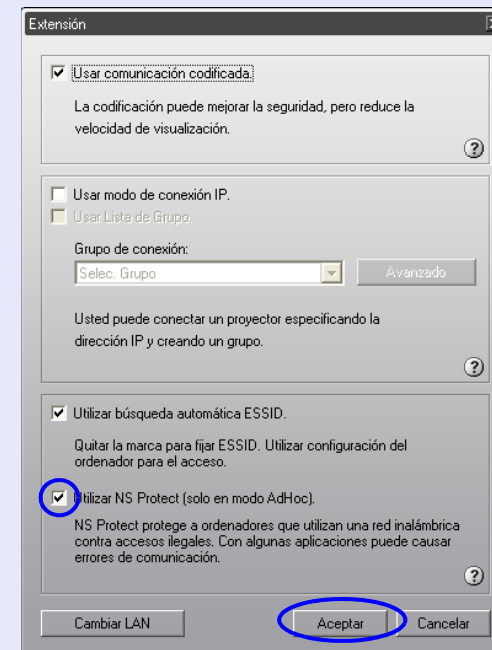 Extensión
Usar comunicación codificada.
La codificación puede mejorar la seguridad, pero reduce la
velocidad de visualización.
?
Usar modo de conexión IP.
Usar Lista de Grupo.
Grupo de conexión:
Selec. Grupo
Avanzado
Usted puede conectar un proyector especificando la
dirección IP y creando un grupo.
?
Utilizar búsqueda automática ESSID.
Quitar la marca para fijar ESSID. Utilizar configuración del
ordenador para el acceso.
Utilizar NS Protect (solo en modo AdHoc).
NS Protect protege a ordenadores que utilizan una red inalámbrica
contra accesos ilegales. Con algunas aplicaciones puede causar
errores de comunicación.
?
Cambiar LAN Aceptar Cancelar